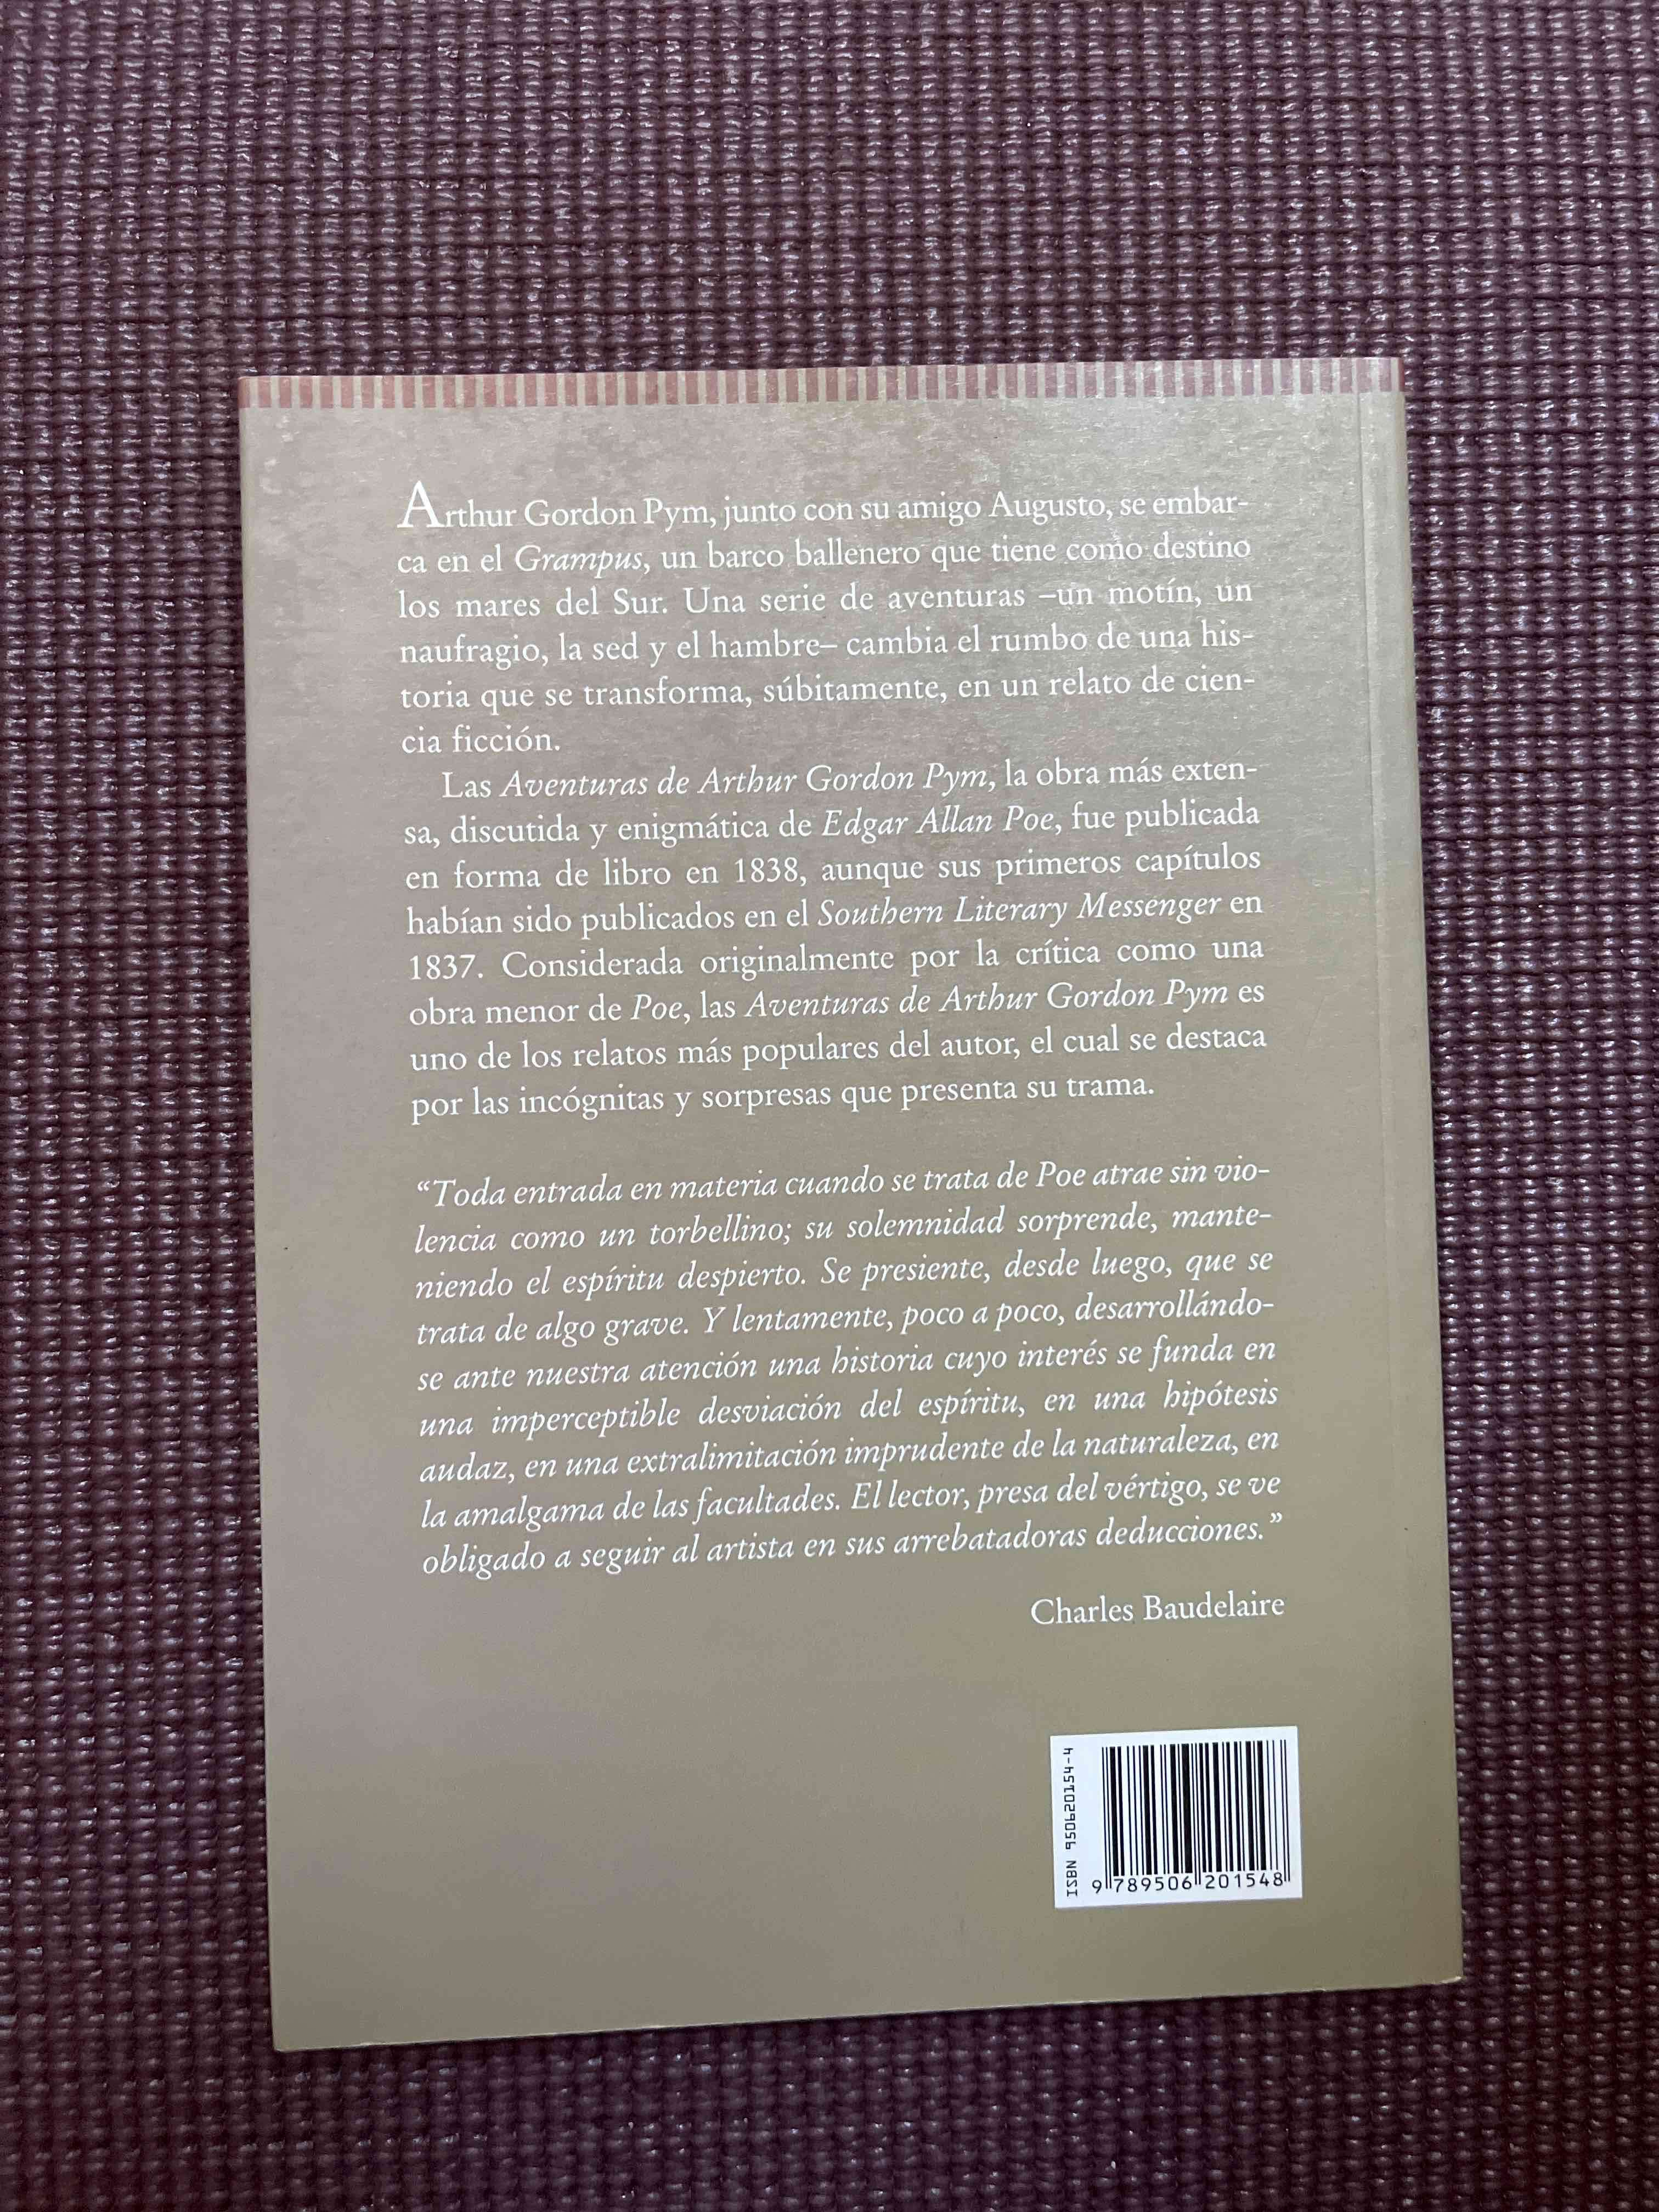 Arthur Gordon Pym, junto con su amigo Augusto, se embar-
ca en el Grampus, un barco ballenero que tiene como destino
los mares del Sur. Una serie de aventuras –un motín, un
naufragio, la sed y el hambre– cambia el rumbo de una his-
toria que se transforma, súbitamente, en un relato de cien-
cia ficción.
Las Aventuras de Arthur Gordon Pym, la obra más exten-
sa, discutida y enigmática de Edgar Allan Poe, fue publicada
en forma de libro en 1838, aunque sus primeros capítulos
habían sido publicados en el Southern Literary Messenger en
1837. Considerada originalmente por la crítica como una
obra menor de Poe, las Aventuras de Arthur Gordon Pym es
uno de los relatos más populares del autor, el cual se destaca
por las incógnitas y sorpresas que presenta su trama.
“Toda entrada en materia cuando se trata de Poe atrae sin vio-
lencia como un torbellino; su solemnidad sorprende, mante-
niendo el espíritu despierto. Se presiente, desde luego, que se
trata de algo grave. Y lentamente, poco a poco, desarrollándo-
se ante nuestra atención una historia cuyo interés se funda en
una imperceptible desviación del espíritu, en una hipótesis
audaz, en una extralimitación imprudente de la naturaleza, en
la amalgama de las facultades. El lector, presa del vértigo, se ve
obligado a seguir al artista en sus arrebatadoras deducciones.”
Charles Baudelaire
ISBN 950620154-4
9 789506 201548